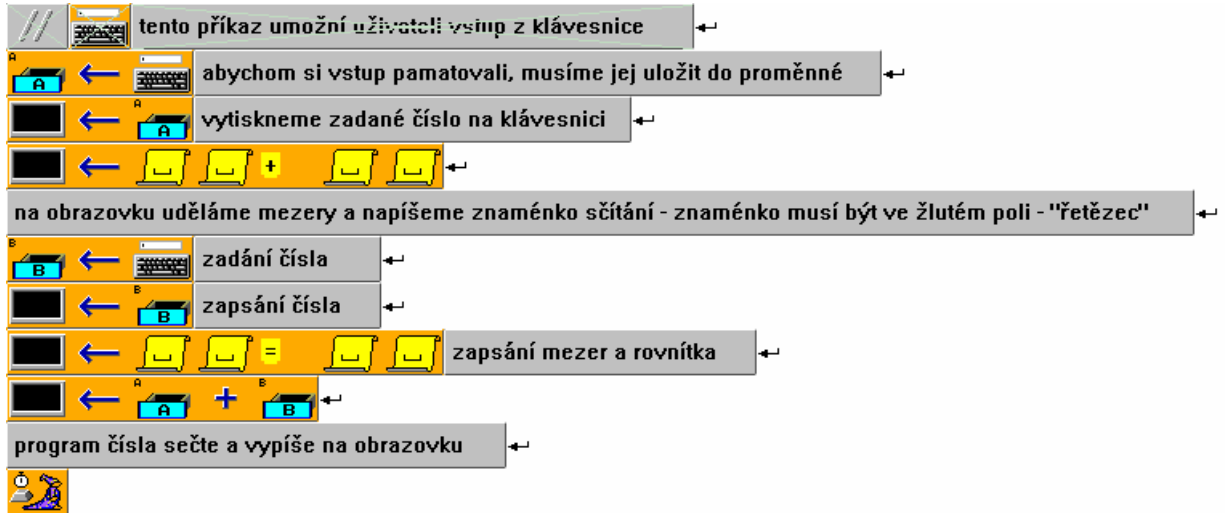 // tento příkaz umožní uživateli vstup z klávesnice
A A abychom si vstup pamatovali, musíme jej uložit do proměnné
A A vytiskneme zadané číslo na klávesnici
+
na obrazovku uděláme mezery a napíšeme znaménko sčítání - znaménko musí být ve žlutém poli - "řetězec"
B B zadání čísla
B B zapsání čísla
= zapsání mezer a rovnítka
A A + B B
program čísla sečte a vypíše na obrazovku